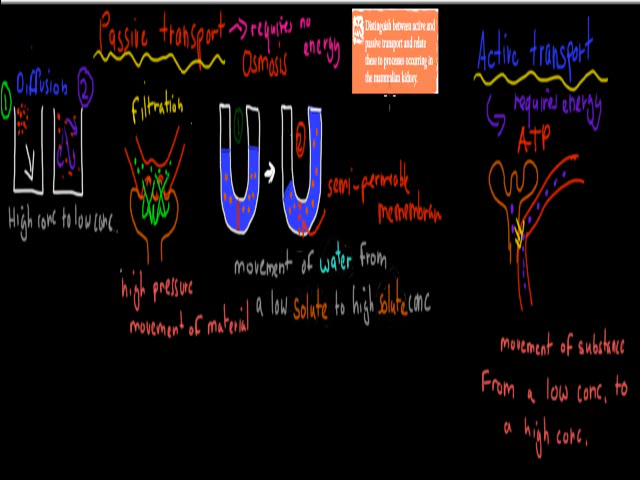 Passive transport → requires no energy
Diffusion
1
2
High conc to low conc.
Filtration
high pressure
movement of material
Osmosis
1
2
semi-permeable
memembran
movement of water from
a low solute to high solute conc
Distinguish between active and
passive transport and relate
these to processes occurring in
the mammalian kidney.
Active transport
requires energy
ATP
movement of substance
From a low conc. to
a high conc.